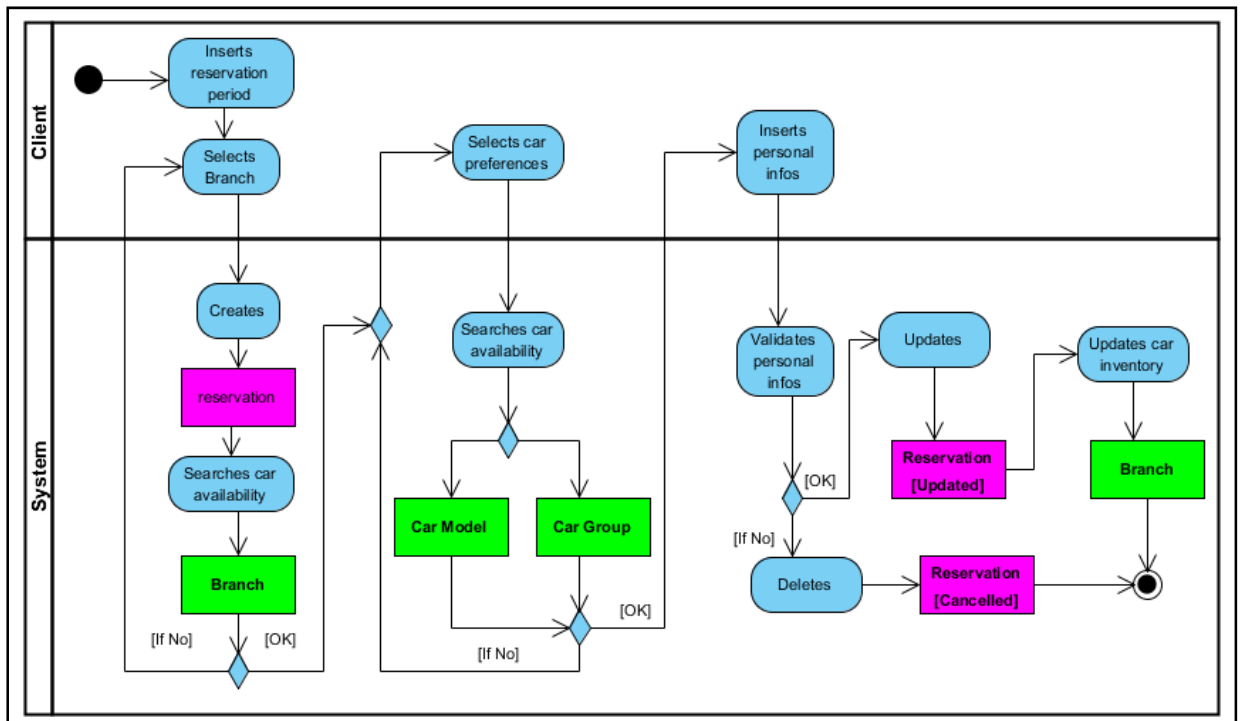 Client
Inserts
reservation
period
Selects
Branch
Selects car
preferences
Inserts
personal
infos
System
Creates
reservation
Searches car
availability
Branch
[If No]
[OK]
Searches car
availability
Car Model
Car Group
[If No]
[OK]
Validates
personal
infos
[OK]
[If No]
Updates
Reservation
[Updated]
Updates car
inventory
Branch
Deletes
Reservation
[Cancelled]